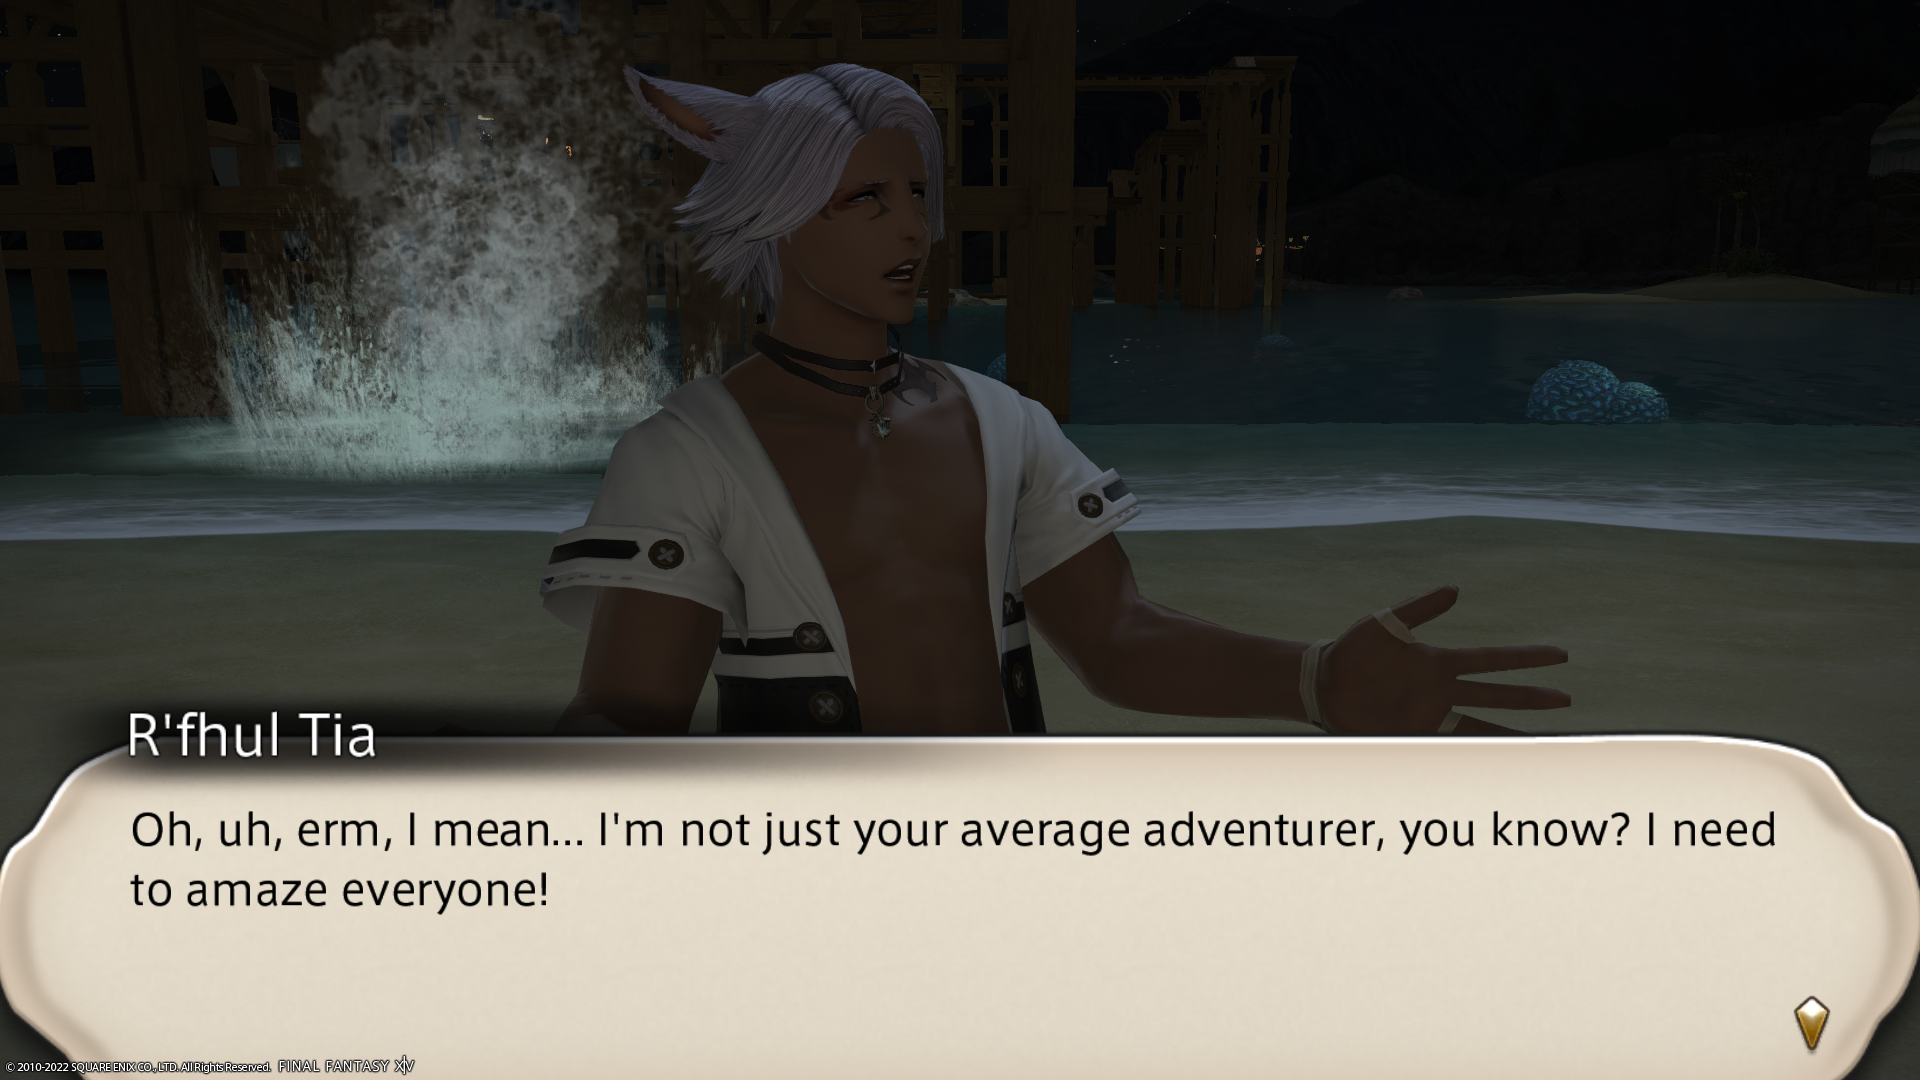 R'fhul Tia
Oh, uh, erm, I mean... I'm not just your average adventurer, you know? I need
to amaze everyone!
© 2010-2022 SQUARE ENIX CO., LTD. All Rights Reserved. FINAL FANTASY XIV